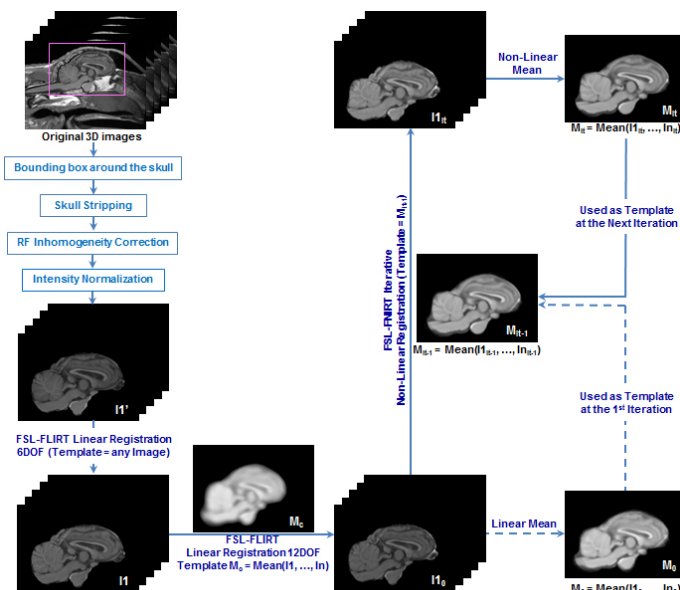 Original 3D images
Bounding box around the skull
Skull Stripping
RF Inhomogeneity Correction
Intensity Normalization
I1'
FSL-FLIRT Linear Registration
6DOF (Template = any Image)
I1
Mc
FSL-FLIRT
Linear Registration 12DOF
Template Mc = Mean(I1, ..., In)
I10
FSL-FNIRT Iterative
Non-Linear Registration (Template = Mit-1)
I1it
Non-Linear
Mean
Mit
Mit = Mean(I1it, ..., Init)
Used as Template
at the Next Iteration
Mit-1
Mit-1 = Mean(I1it-1, ..., Init-1)
Used as Template
at the 1st Iteration
Linear Mean
M0